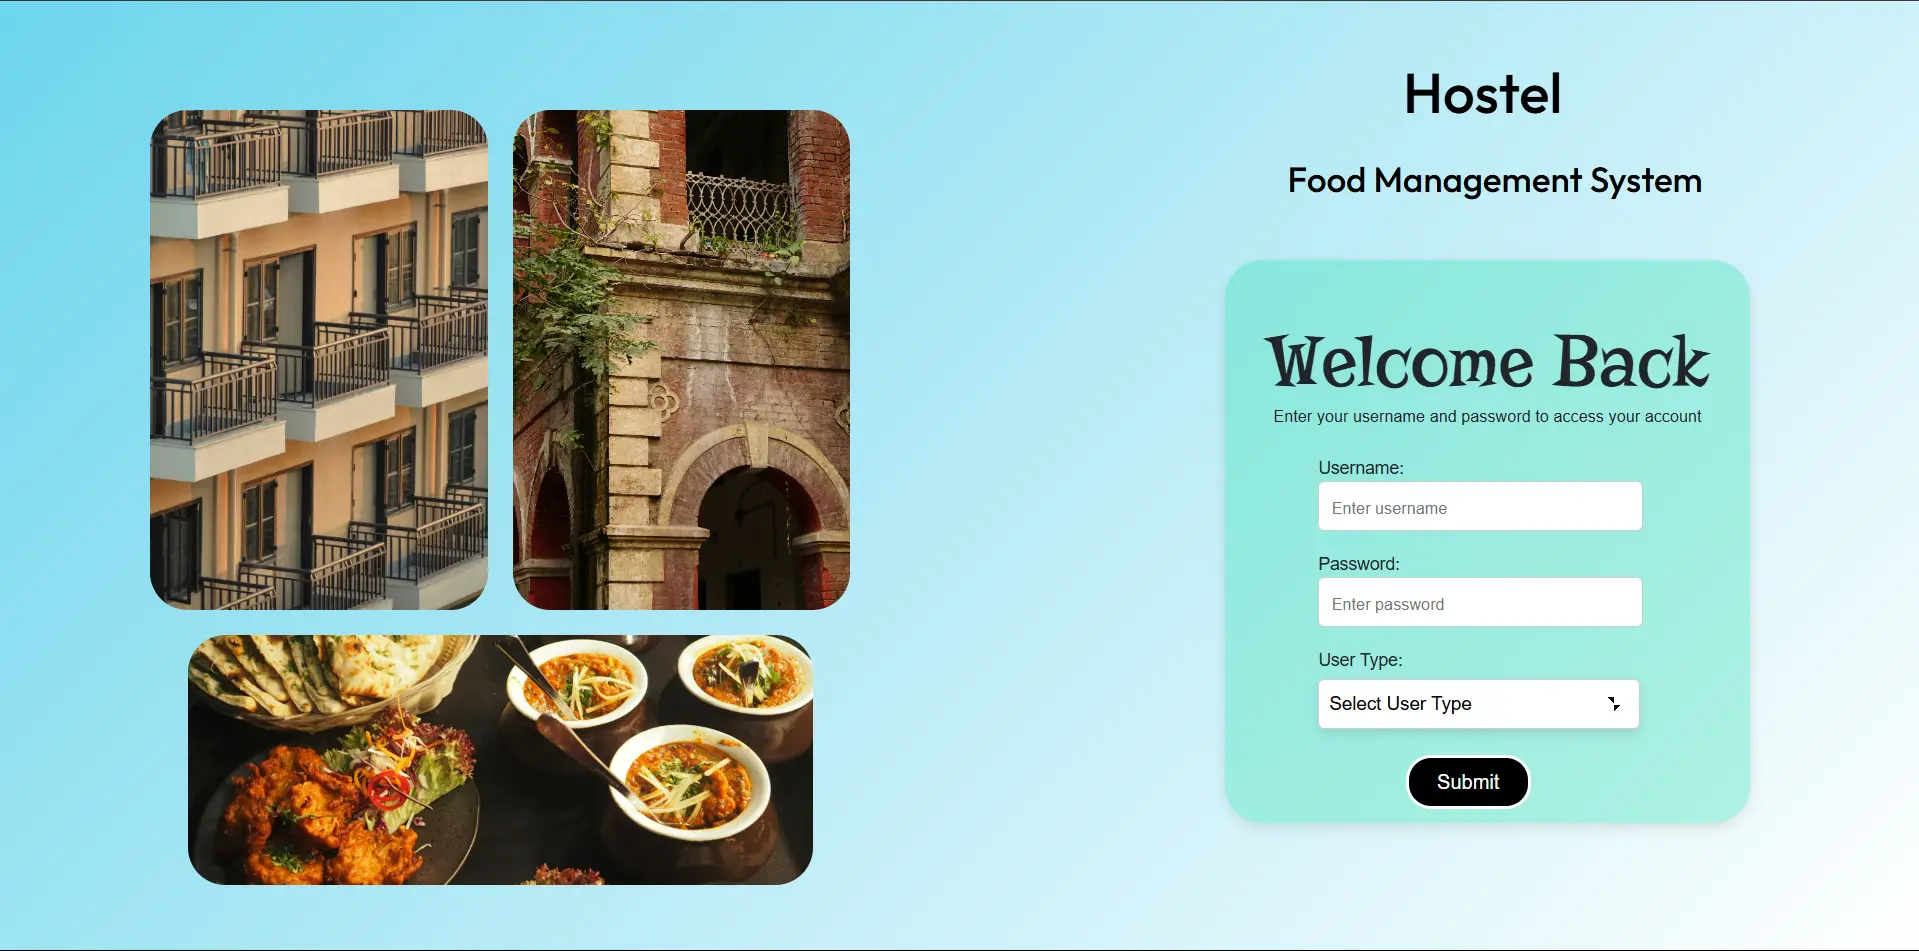 Hostel
Food Management System
Welcome Back
Enter your username and password to access your account
Username:
Enter username
Password:
Enter password
User Type:
Select User Type
Submit